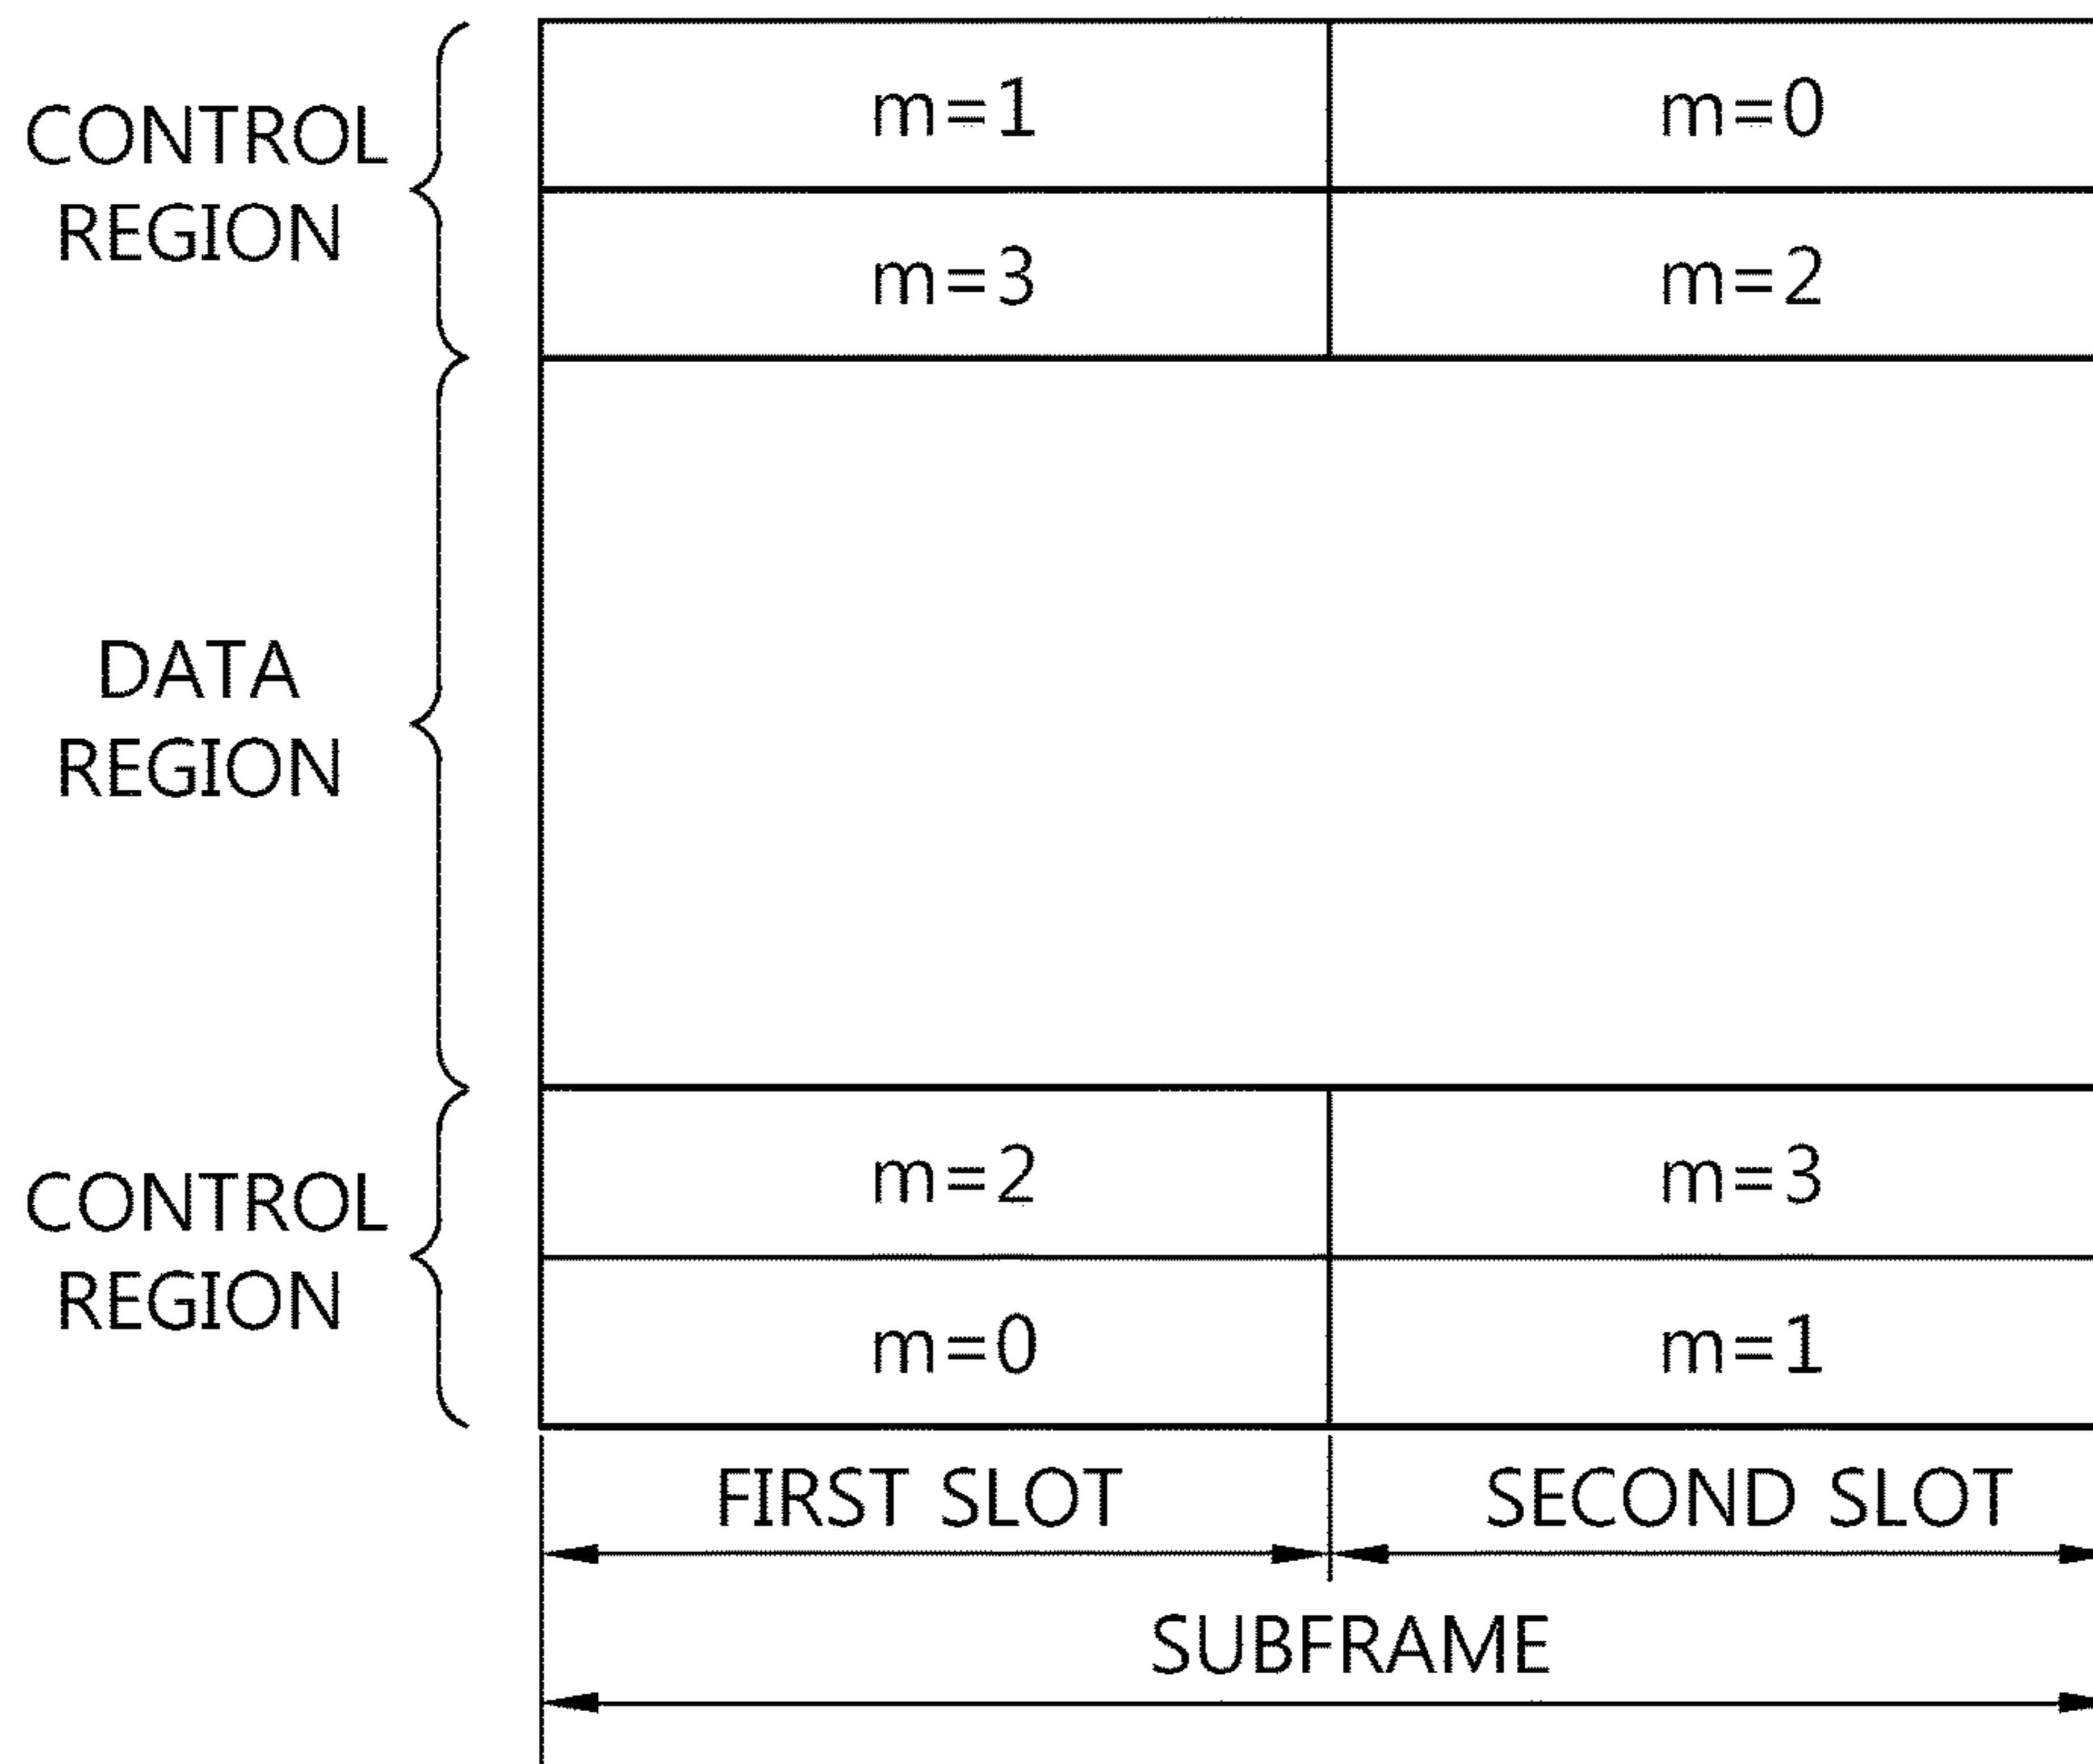 m=1 m=0
CONTROL
REGION
m=3 m=2
DATA
REGION
m=2 m=3
CONTROL
REGION
m=0 m=1
FIRST SLOT SECOND SLOT
SUBFRAME